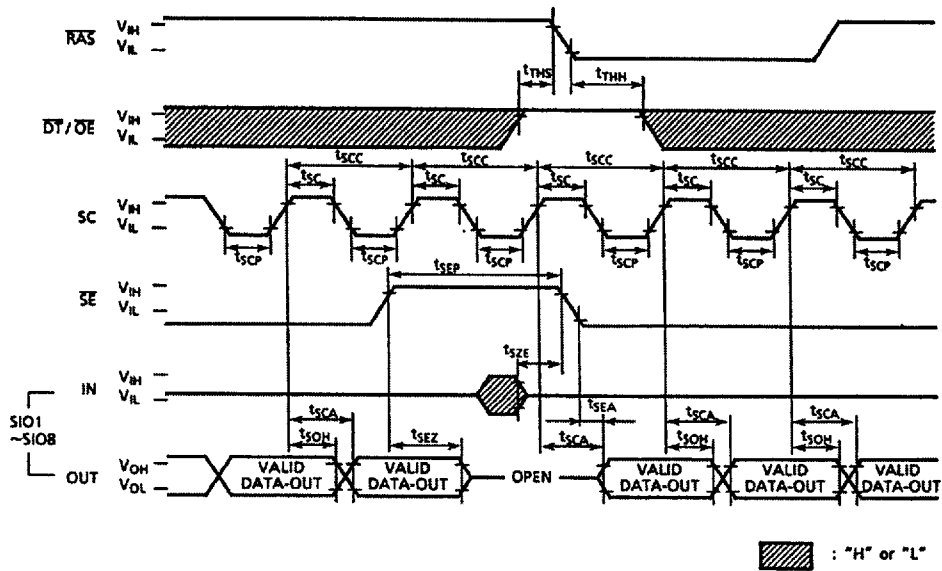 RAS
VIH
VIL
tTHS
tTHH
DT / OE
VIH
VIL
tSCC tSCC tSCC tSCC tSCC
tSC tSC tSC tSC tSC
SC
VIH
VIL
tSCP tSCP tSCP tSCP tSCP tSCP
tSEP
SE
VIH
VIL
tSZE
IN
VIH
VIL
SIO1
~SIO8
tSCA tSEA tSCA tSCA
tSOH tSEZ tSCA tSOH tSOH
OUT
VOH
VOL
VALID
DATA-OUT
VALID
DATA-OUT
OPEN
VALID
DATA-OUT
VALID
DATA-OUT
VALID
DATA-OUT
: "H" or "L"